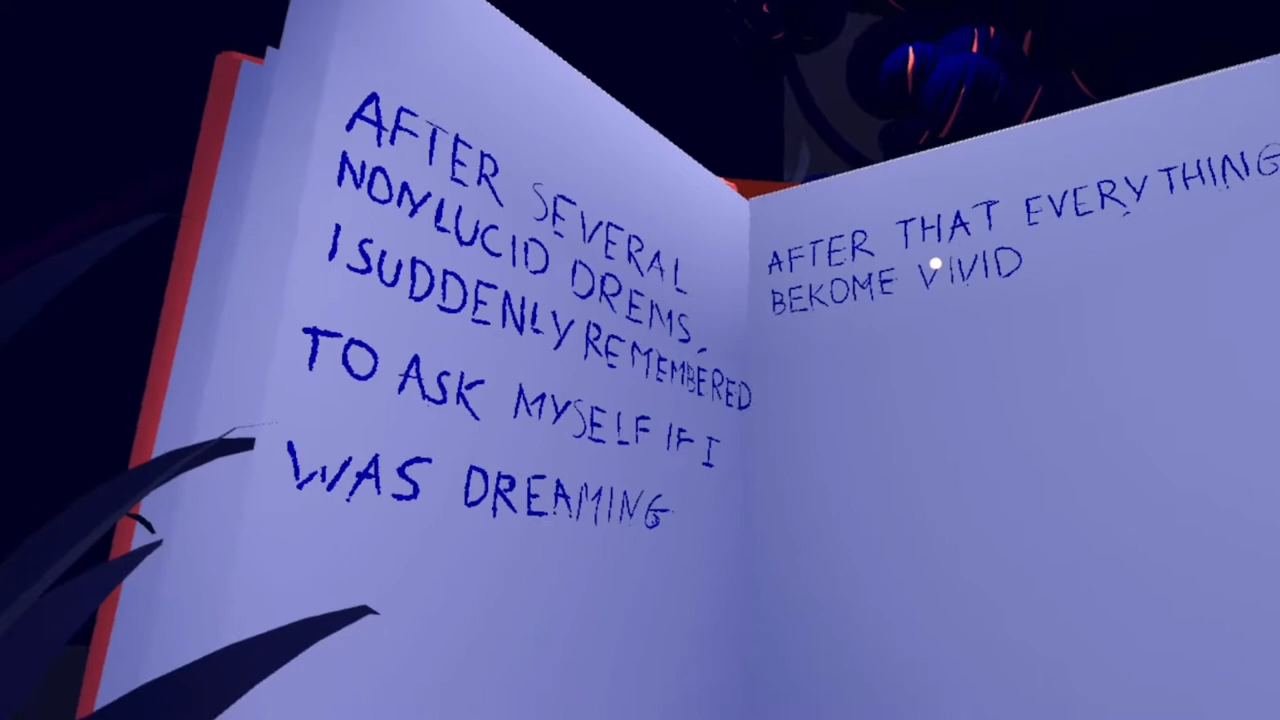 AFTER SEVERAL
NONLUCID DREMS,
I SUDDENLY REMEMBERED
TO ASK MYSELF IF I
WAS DREAMING
AFTER THAT EVERYTHING
BEKOME VIVID